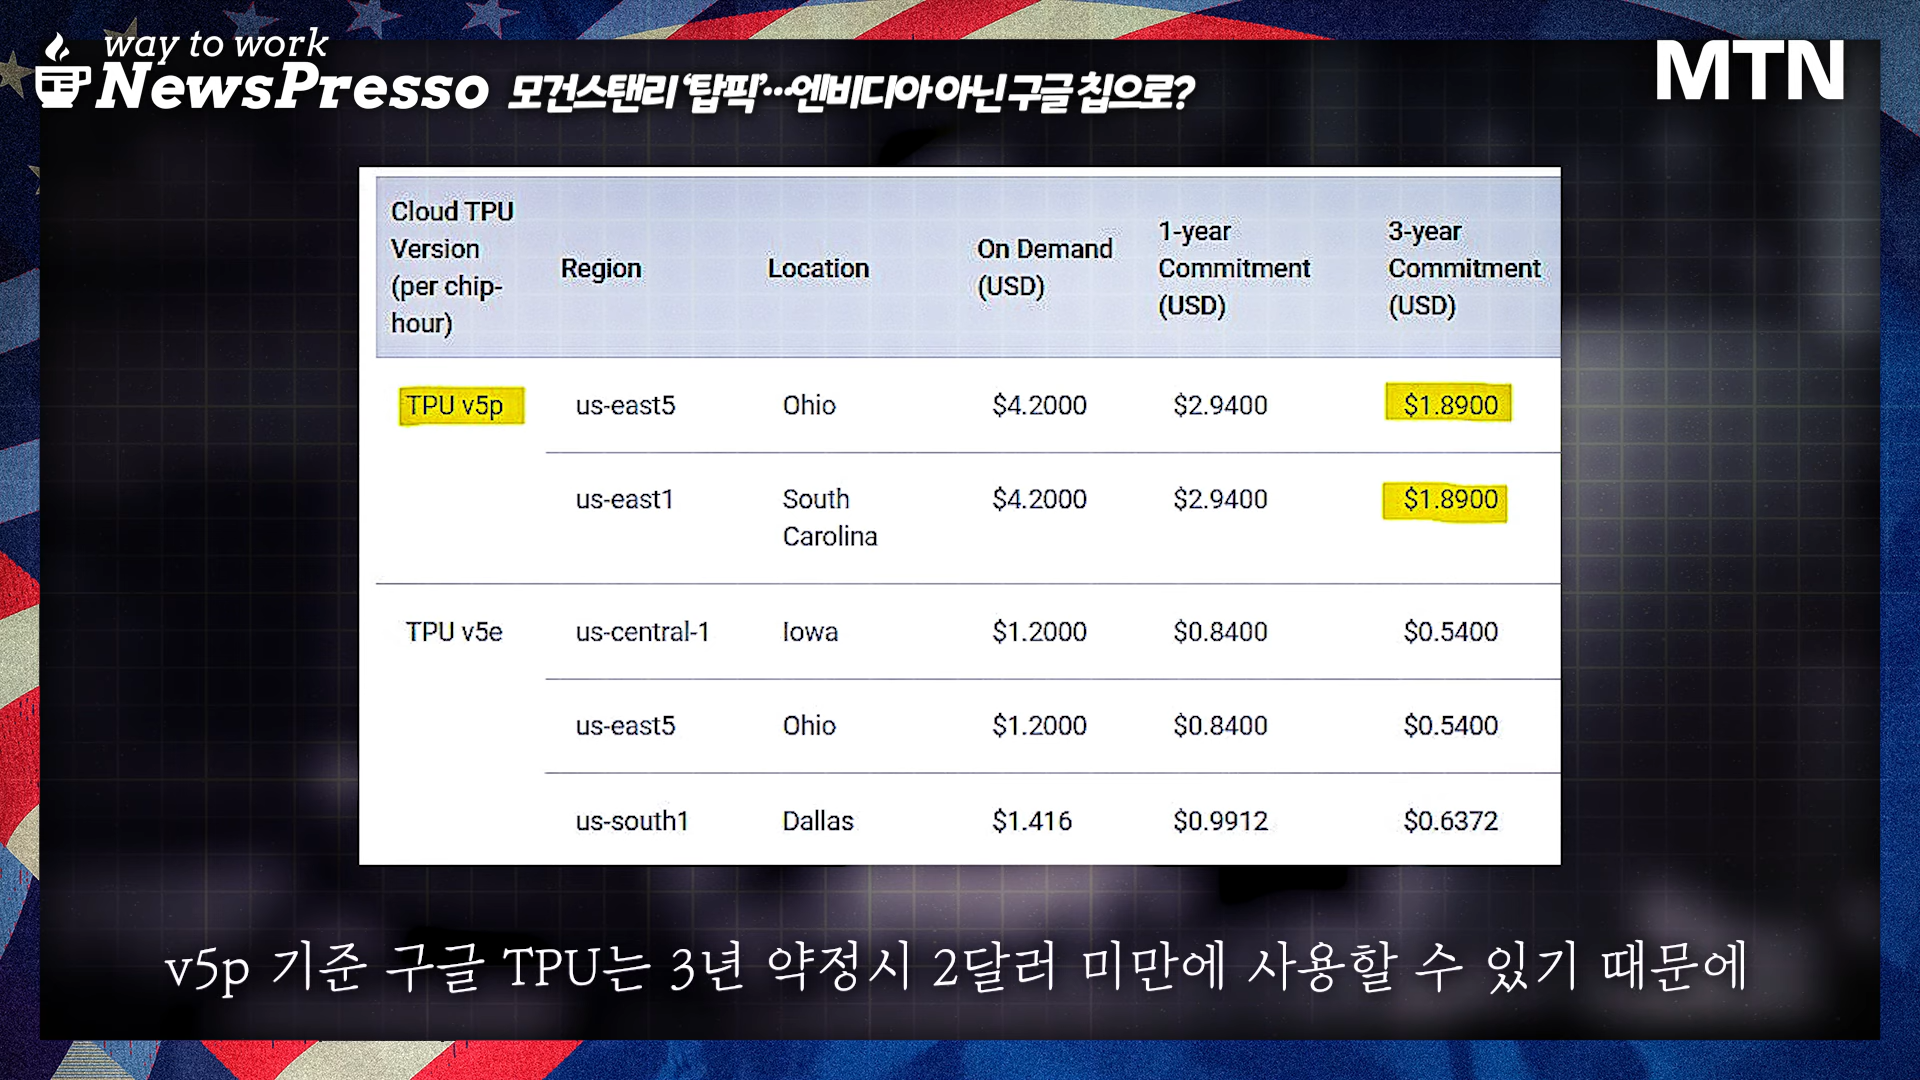 way to work
NewsPresso 모건스탠리 ‘탑픽’…엔비디아 아닌 구글 칩으로?
MTN
Cloud TPU Version (per chip-hour) Region Location On Demand (USD) 1-year Commitment (USD) 3-year Commitment (USD)
TPU v5p us-east5 Ohio $4.2000 $2.9400 $1.8900
us-east1 South Carolina $4.2000 $2.9400 $1.8900
TPU v5e us-central-1 Iowa $1.2000 $0.8400 $0.5400
us-east5 Ohio $1.2000 $0.8400 $0.5400
us-south1 Dallas $1.416 $0.9912 $0.6372
v5p 기준 구글 TPU는 3년 약정시 2달러 미만에 사용할 수 있기 때문에